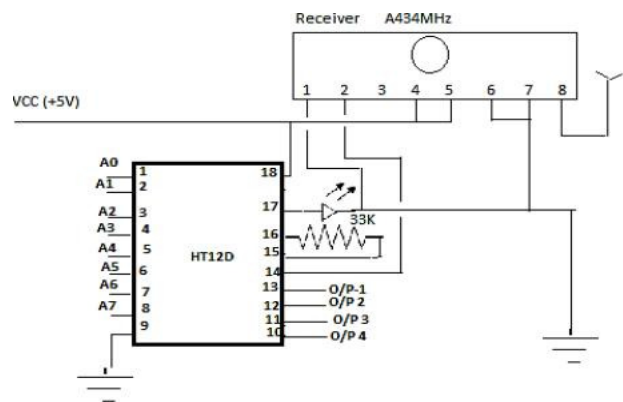 Receiver A434MHz
1 2 3 4 5 6 7 8
VCC (+5V)
A0 1 18
A1 2
A2 3 17
33K
A3 4 16
A4 5 15
HT12D
A5 6 14
A6 7 13 O/P-1
12 O/P 2
A7 8 11 O/P 3
9 10 O/P 4